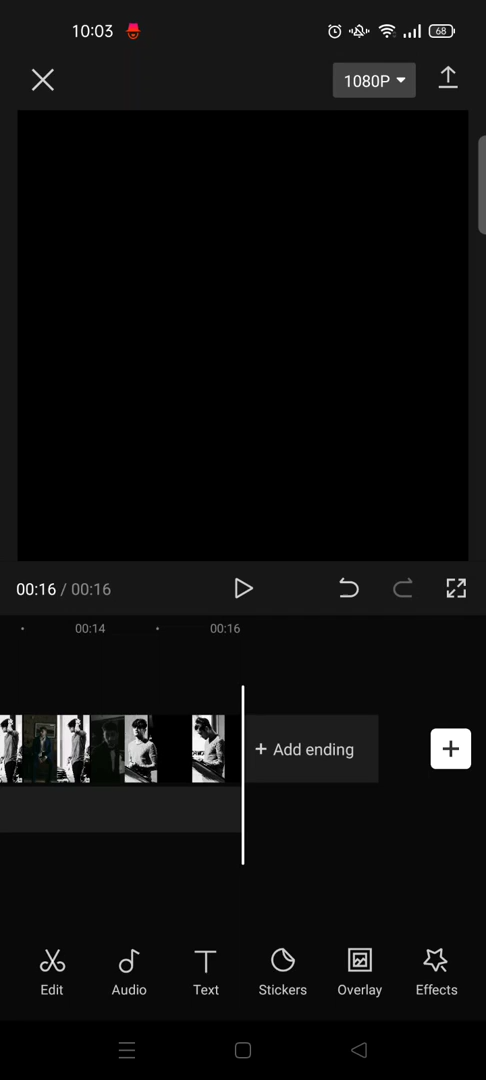 10:03
68
1080P
00:16 / 00:16
00:14
00:16
+ Add ending
Edit
Audio
Text
Stickers
Overlay
Effects